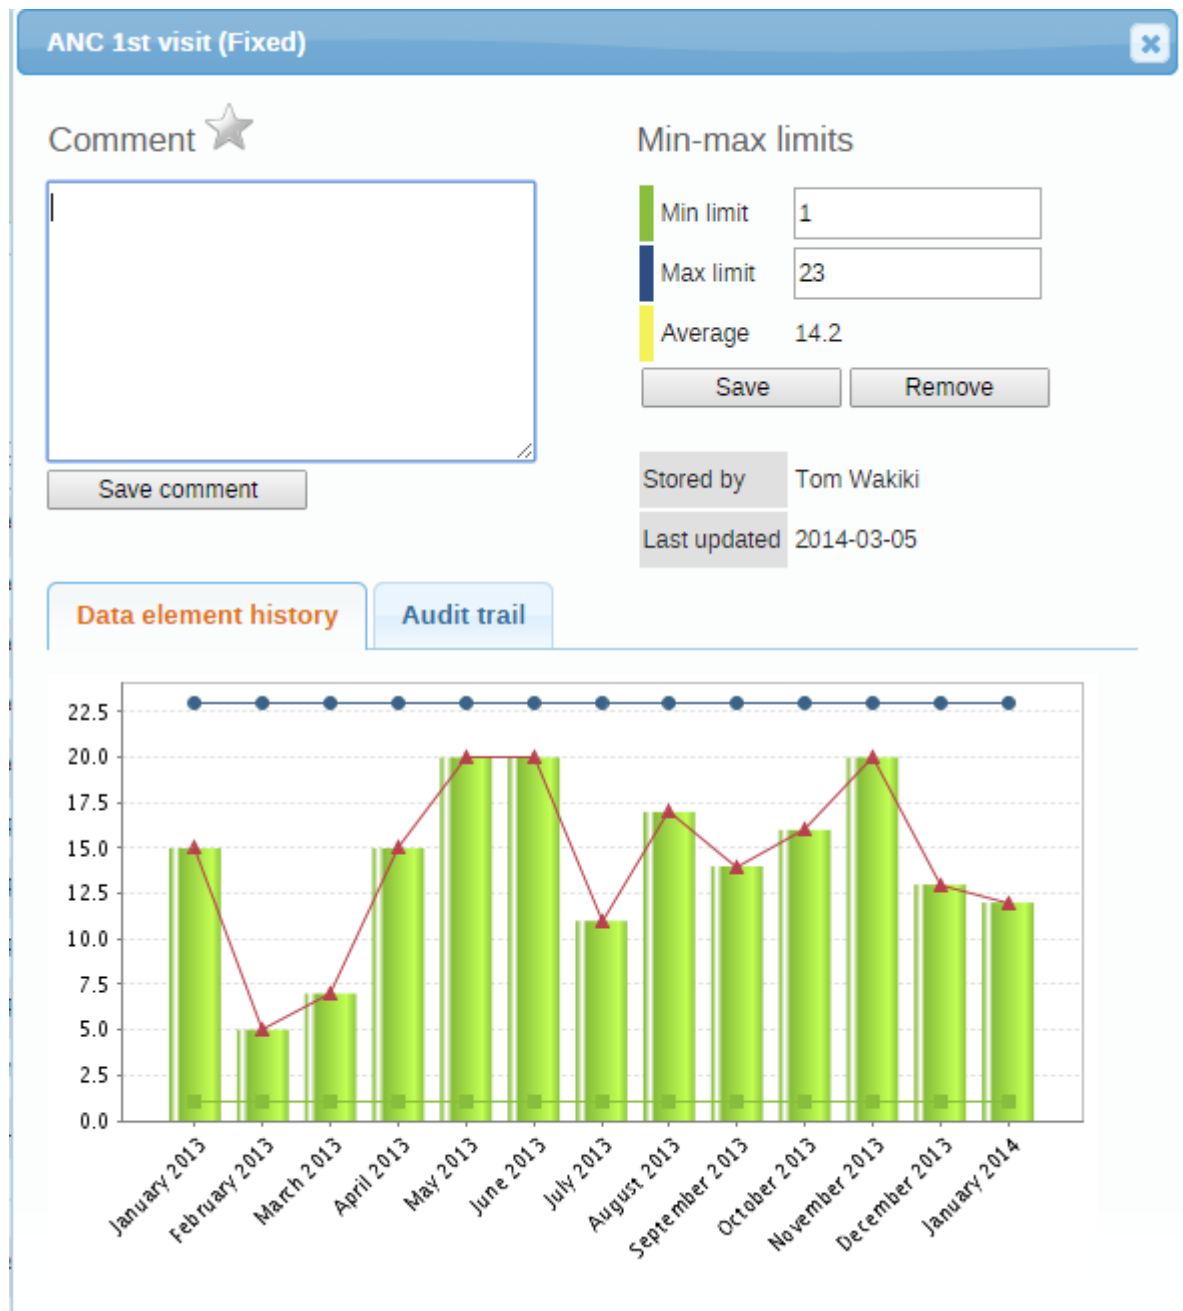 ANC 1st visit (Fixed)
Comment
Min-max limits
Min limit 1
Max limit 23
Average 14.2
Save Remove
Save comment
Stored by Tom Wakiki
Last updated 2014-03-05
Data element history Audit trail
22.5
20.0
17.5
15.0
12.5
10.0
7.5
5.0
2.5
0.0
January 2013
February 2013
March 2013
April 2013
May 2013
June 2013
July 2013
August 2013
September 2013
October 2013
November 2013
December 2013
January 2014